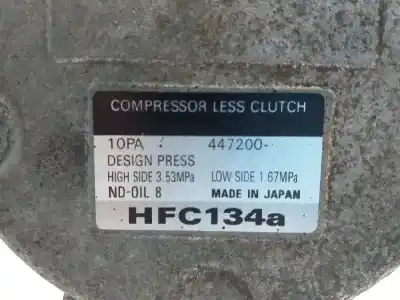 COMPRESSOR LESS CLUTCH
10PA 447200-
DESIGN PRESS
HIGH SIDE 3.53MPa LOW SIDE 1.67MPa
ND-OIL 8 MADE IN JAPAN
HFC134a